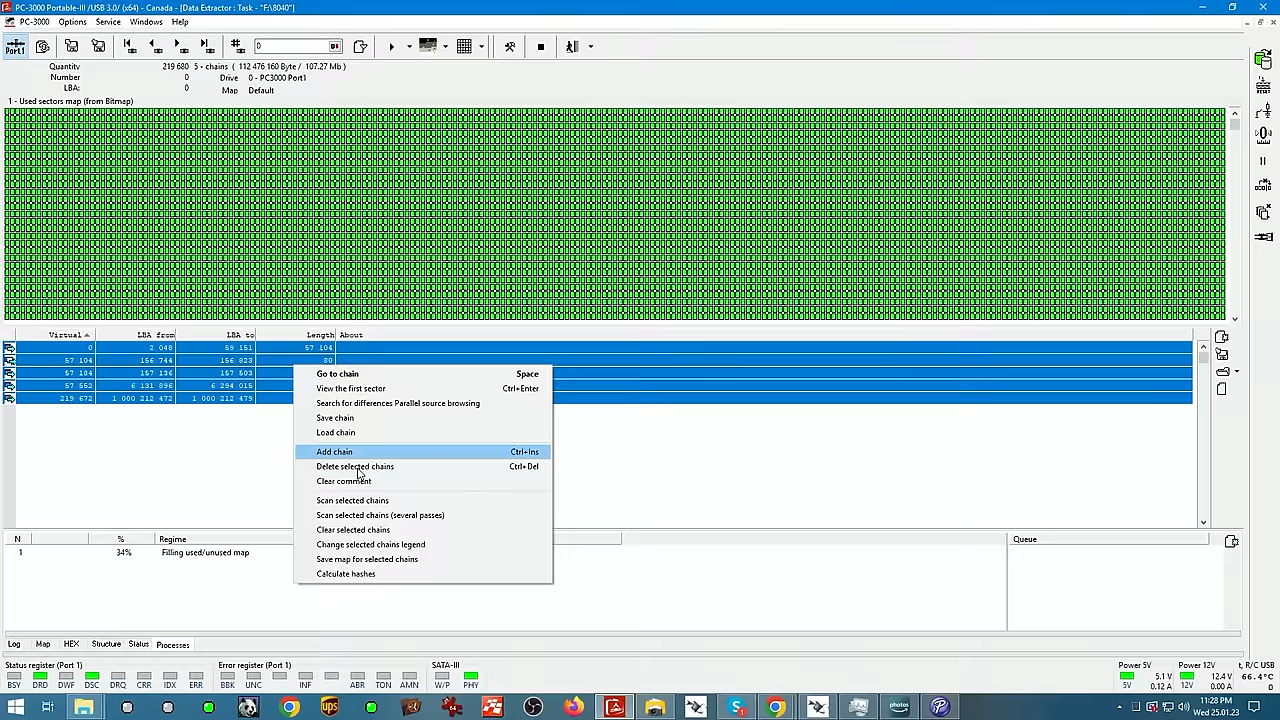 PC-3000 Portable-III /USB 3.0/ (x64) - Canada - [Data Extractor : Task - "F:\8040"]
PC-3000 Options Service Windows Help
Port1 0
Quantity 219 680 5 - chains ( 112 476 160 Byte / 107.27 Mb )
Number 0 Drive 0 - PC3000 Port1
LBA: 0 Map Default
1 - Used sectors map (from Bitmap)
Virtual LBA from LBA to Length About
0 2 048 59 151 57 104
57 104 156 744 156 823 80
57 184 157 136 157 503
57 552 6 131 896 6 294 015
219 672 1 000 212 472 1 000 212 479
Go to chain Space
View the first sector Ctrl+Enter
Search for differences Parallel source browsing
Save chain
Load chain
Add chain Ctrl+Ins
Delete selected chains Ctrl+Del
Clear comment
Scan selected chains
Scan selected chains (several passes)
Clear selected chains
Change selected chains legend
Save map for selected chains
Calculate hashes
N % Regime Queue
1 34% Filling used/unused map
Log Map HEX Structure Status Processes
Status register (Port 1) Error register (Port 1) SATA-III Power 5V Power 12V t, R/C USB
5.1 V 12.4 V 66.4°C
BSY DRD DWF DSC DRQ CRR IDX ERR BBK UNC INF ABR TON AMN W/P PHY 5V 0.12 A 12V 0.00 A 0
ups
photos
11:28 PM
Wed 25.01.23